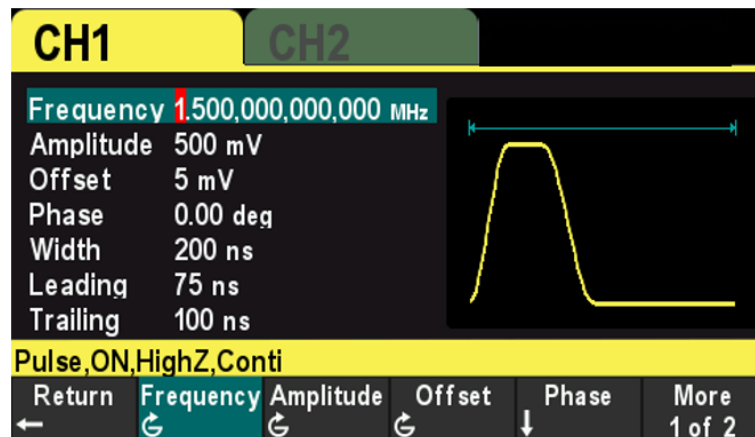 CH1 CH2
Frequency 1.500,000,000,000 MHz
Amplitude 500 mV
Offset 5 mV
Phase 0.00 deg
Width 200 ns
Leading 75 ns
Trailing 100 ns
Pulse,ON,HighZ,Conti
Return Frequency Amplitude Offset Phase More
1 of 2